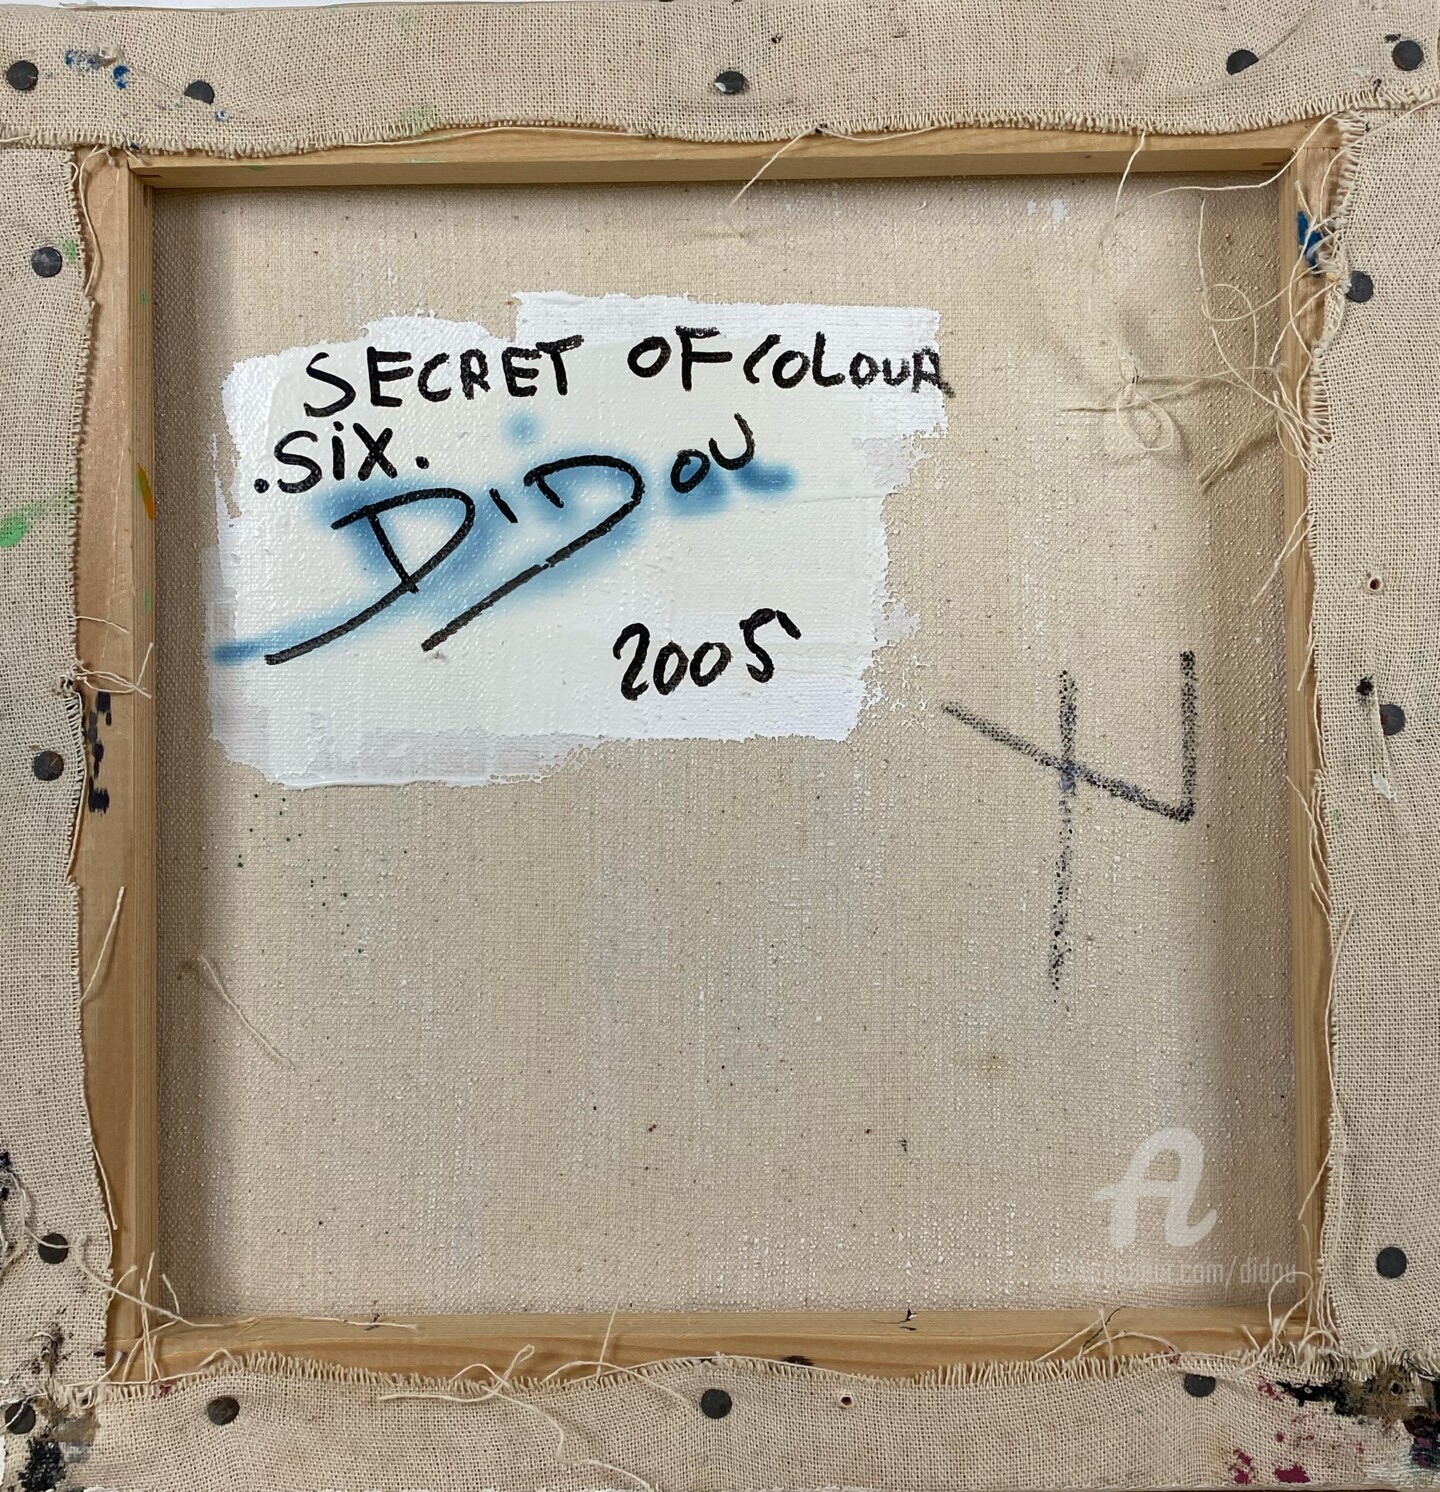 SECRET OF COLOUR
.SiX.
DiDou
2005